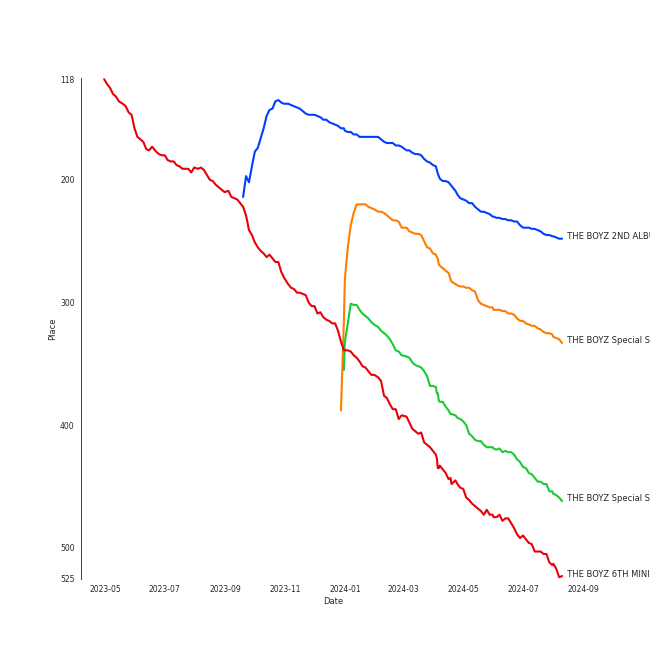 118
200
300
400
500
525
Place
2023-05
2023-07
2023-09
2023-11
2024-01
2024-03
2024-05
2024-07
2024-09
Date
THE BOYZ 2ND ALBU
THE BOYZ Special S
THE BOYZ Special S
THE BOYZ 6TH MINI